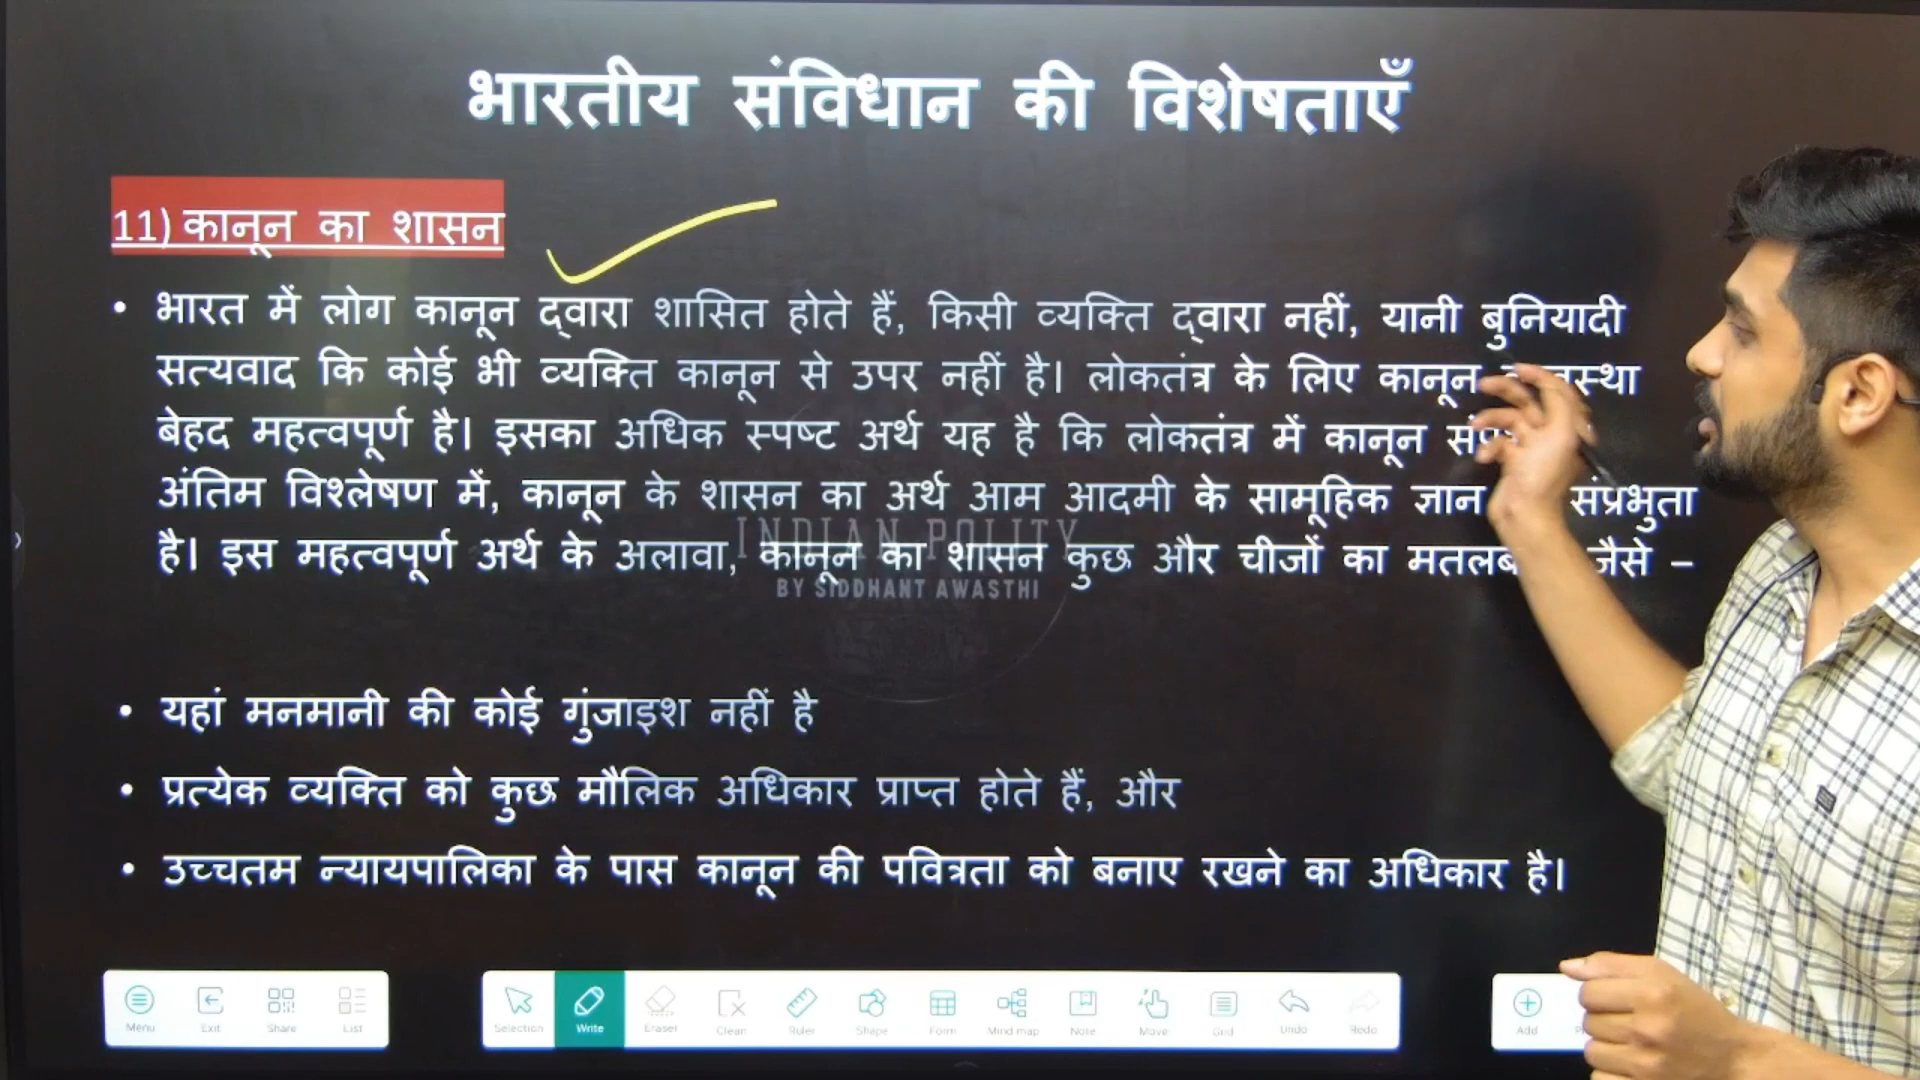 भारतीय संविधान की विशेषताएँ
11) कानून का शासन
• भारत में लोग कानून द्वारा शासित होते हैं, किसी व्यक्ति द्वारा नहीं, यानी बुनियादी
सत्यवाद कि कोई भी व्यक्ति कानून से उपर नहीं है। लोकतंत्र के लिए कानून
बेहद महत्वपूर्ण है। इसका अधिक स्पष्ट अर्थ यह है कि लोकतंत्र में कानून
अंतिम विश्लेषण में, कानून के शासन का अर्थ आम आदमी के सामूहिक ज्ञान संप्रभुता
है। इस महत्वपूर्ण अर्थ के अलावा, कानून का शासन कुछ और चीजों का मतलब जैसे –
INDIAN POLITY
BY SIDDHANT AWASTHI
• यहां मनमानी की कोई गुंजाइश नहीं है
• प्रत्येक व्यक्ति को कुछ मौलिक अधिकार प्राप्त होते हैं, और
• उच्चतम न्यायपालिका के पास कानून की पवित्रता को बनाए रखने का अधिकार है।
Menu Exit Share List Selection Write Eraser Clean Ruler Shape Form Mind map Note Move Grid Undo Redo Add